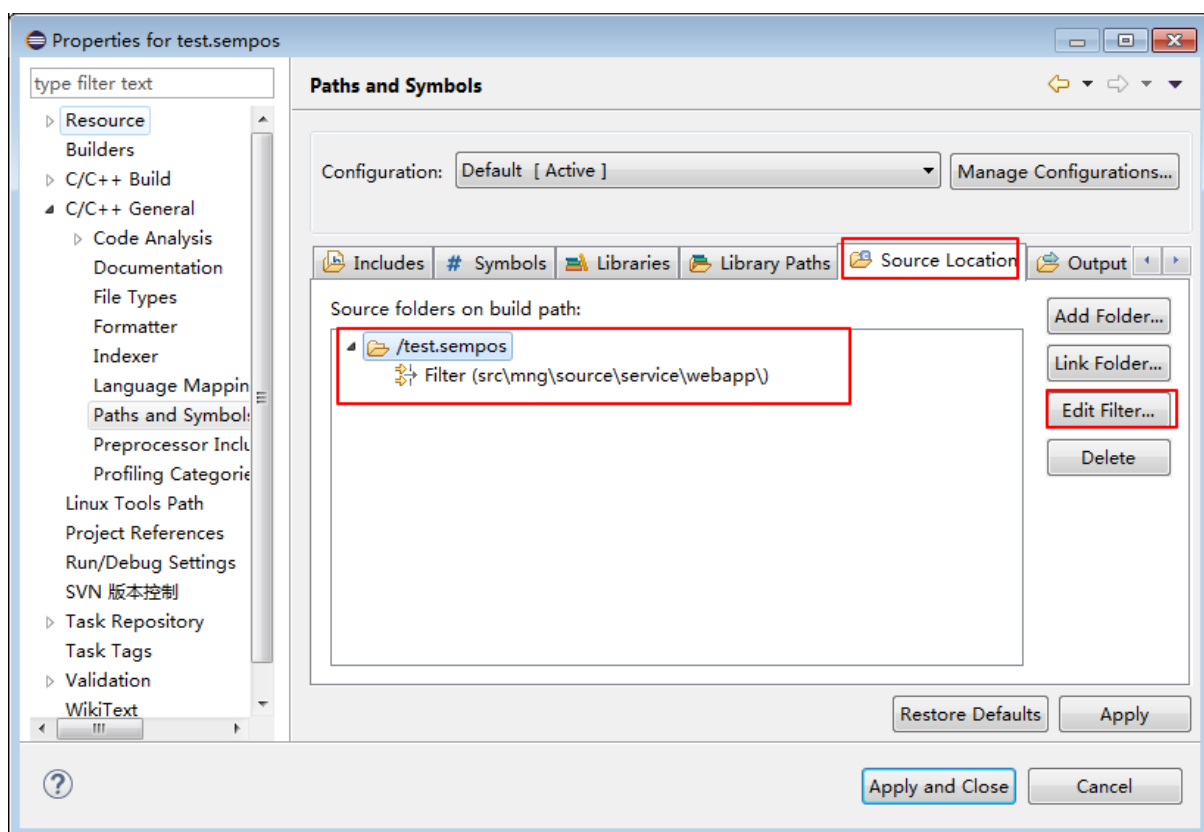 Properties for test.sempos
type filter text
Resource
Builders
C/C++ Build
C/C++ General
Code Analysis
Documentation
File Types
Formatter
Indexer
Language Mappin
Paths and Symbol
Preprocessor Inclu
Profiling Categorie
Linux Tools Path
Project References
Run/Debug Settings
SVN 版本控制
Task Repository
Task Tags
Validation
WikiText
Paths and Symbols
Configuration: Default [ Active ] Manage Configurations...
Includes # Symbols Libraries Library Paths Source Location Output
Source folders on build path:
/test.sempos
Filter (src\mng\source\service\webapp\)
Add Folder...
Link Folder...
Edit Filter...
Delete
Restore Defaults Apply
Apply and Close Cancel